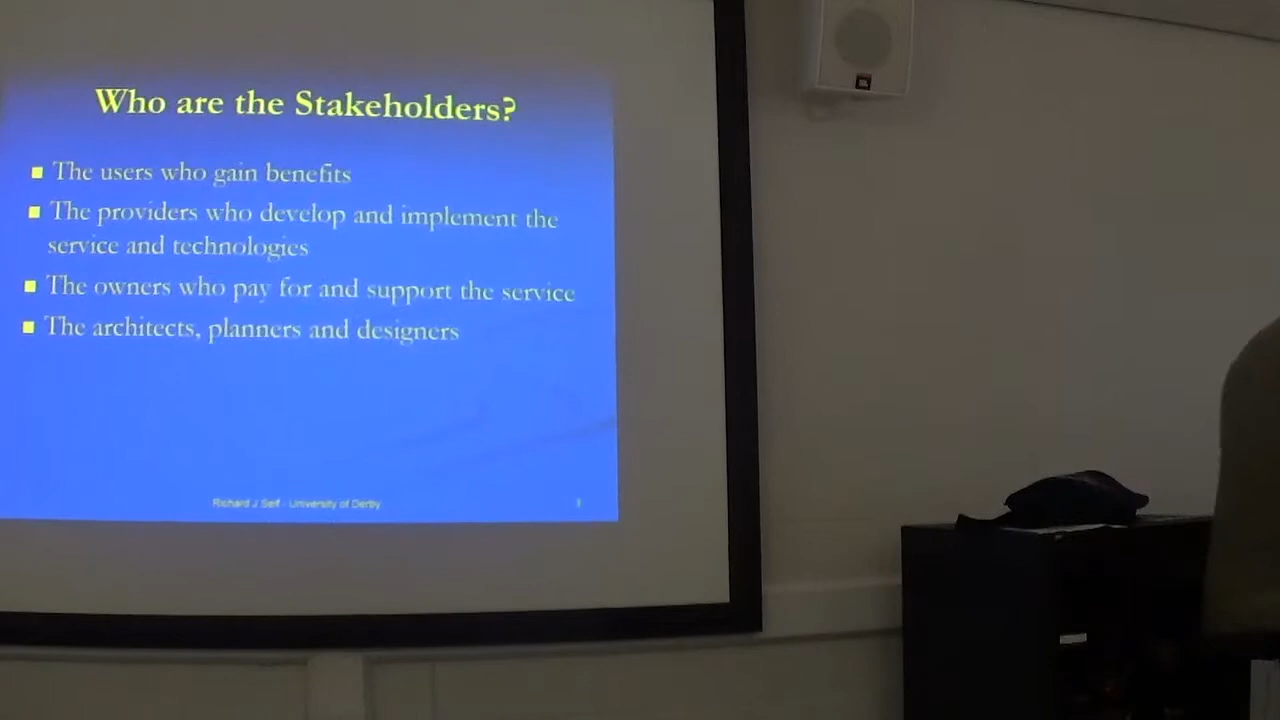 Who are the Stakeholders?
The users who gain benefits
The providers who develop and implement the
service and technologies
The owners who pay for and support the service
The architects, planners and designers
Richard J Self - University of Derby
JBL